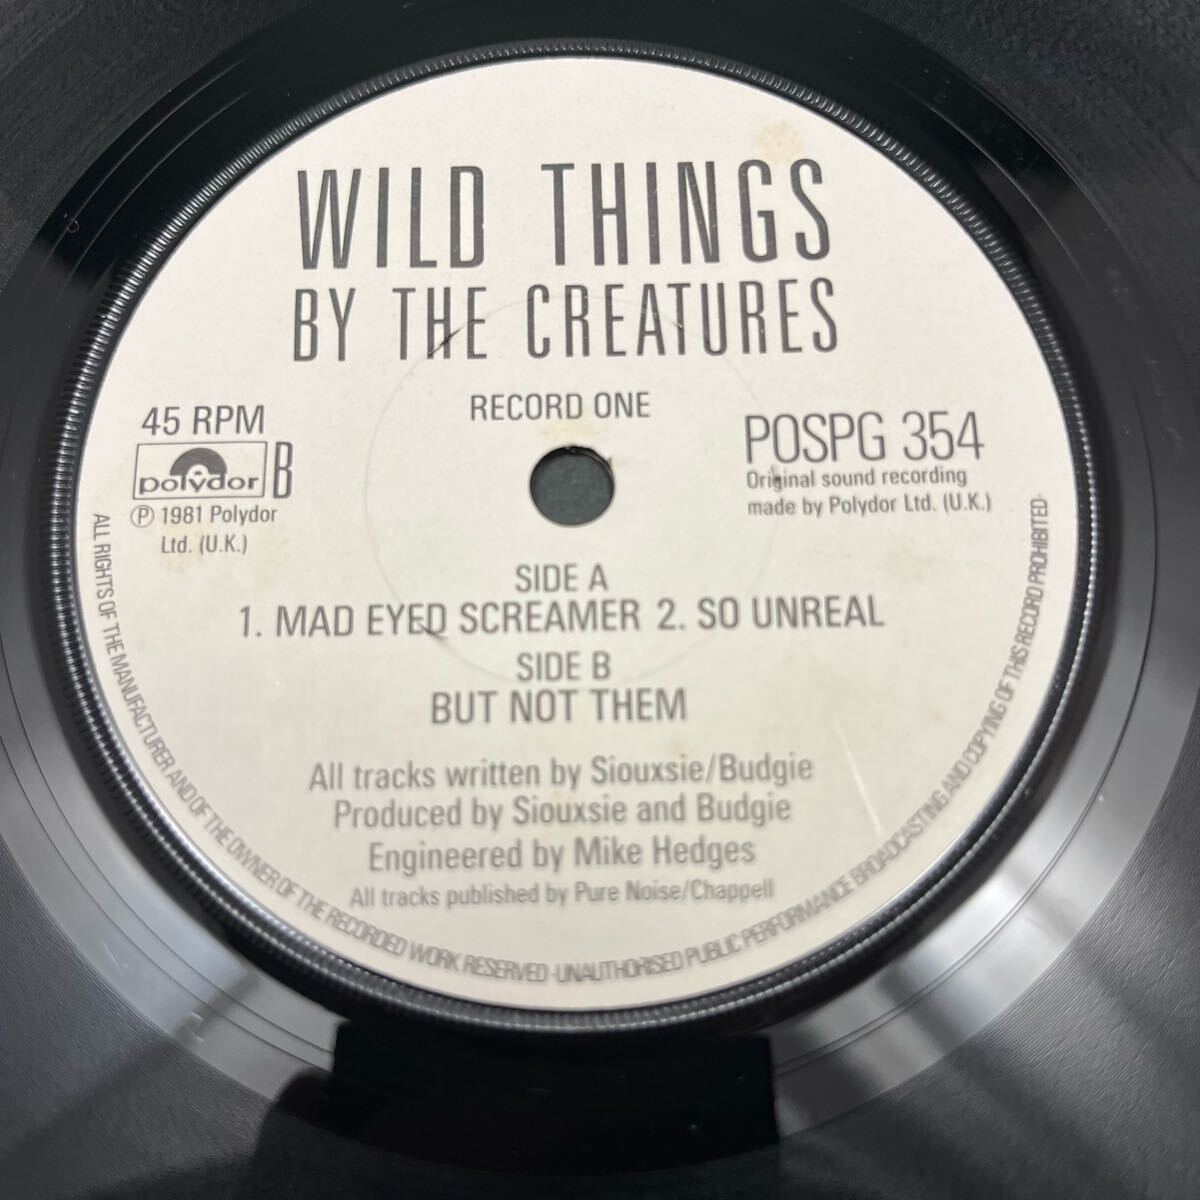 WILD THINGS
BY THE CREATURES
RECORD ONE
45 RPM
polydor B
℗ 1981 Polydor
Ltd. (U.K.)
POSPG 354
Original sound recording
made by Polydor Ltd. (U.K.)
SIDE A
1. MAD EYED SCREAMER 2. SO UNREAL
SIDE B
BUT NOT THEM
All tracks written by Siouxsie/Budgie
Produced by Siouxsie and Budgie
Engineered by Mike Hedges
All tracks published by Pure Noise/Chappell
ALL RIGHTS OF THE MANUFACTURER AND OF THE OWNER OF THE RECORDED WORK RESERVED·UNAUTHORISED PUBLIC PERFORMANCE BROADCASTING AND COPYING OF THIS RECORD PROHIBITED·